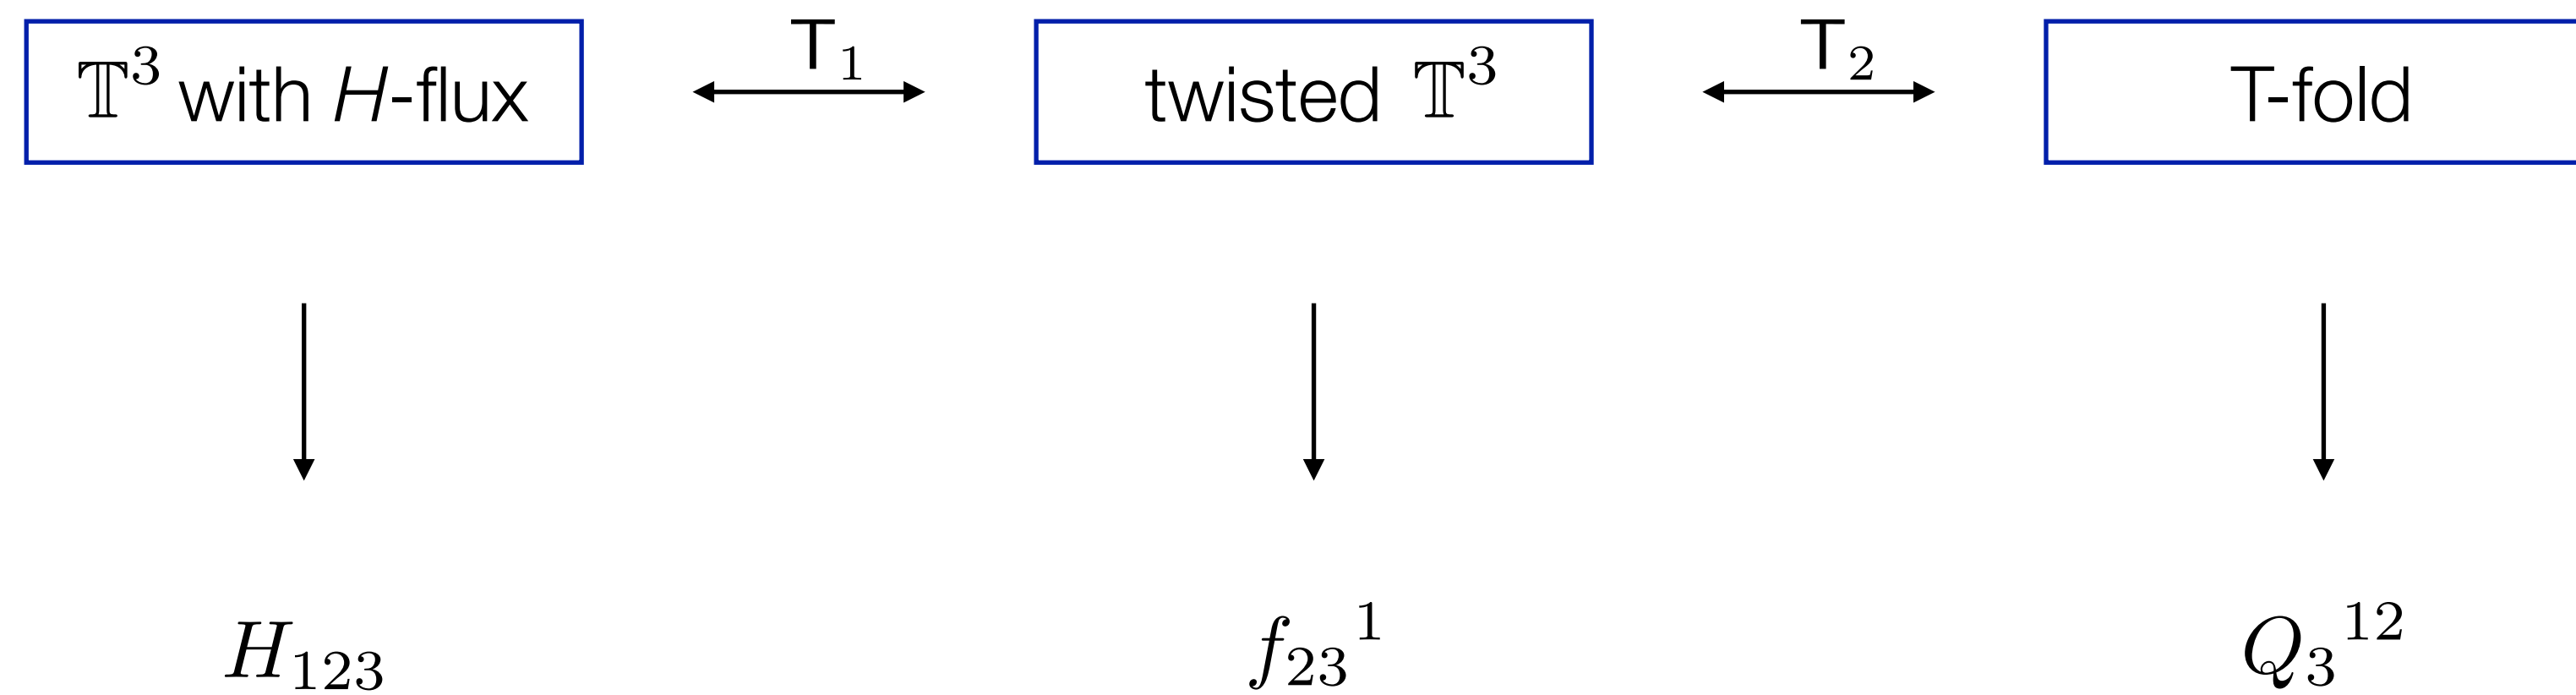 𝕋³ with H-flux T₁ twisted 𝕋³ T₂ T-fold
H₁₂₃ f₂₃¹ Q₃¹²